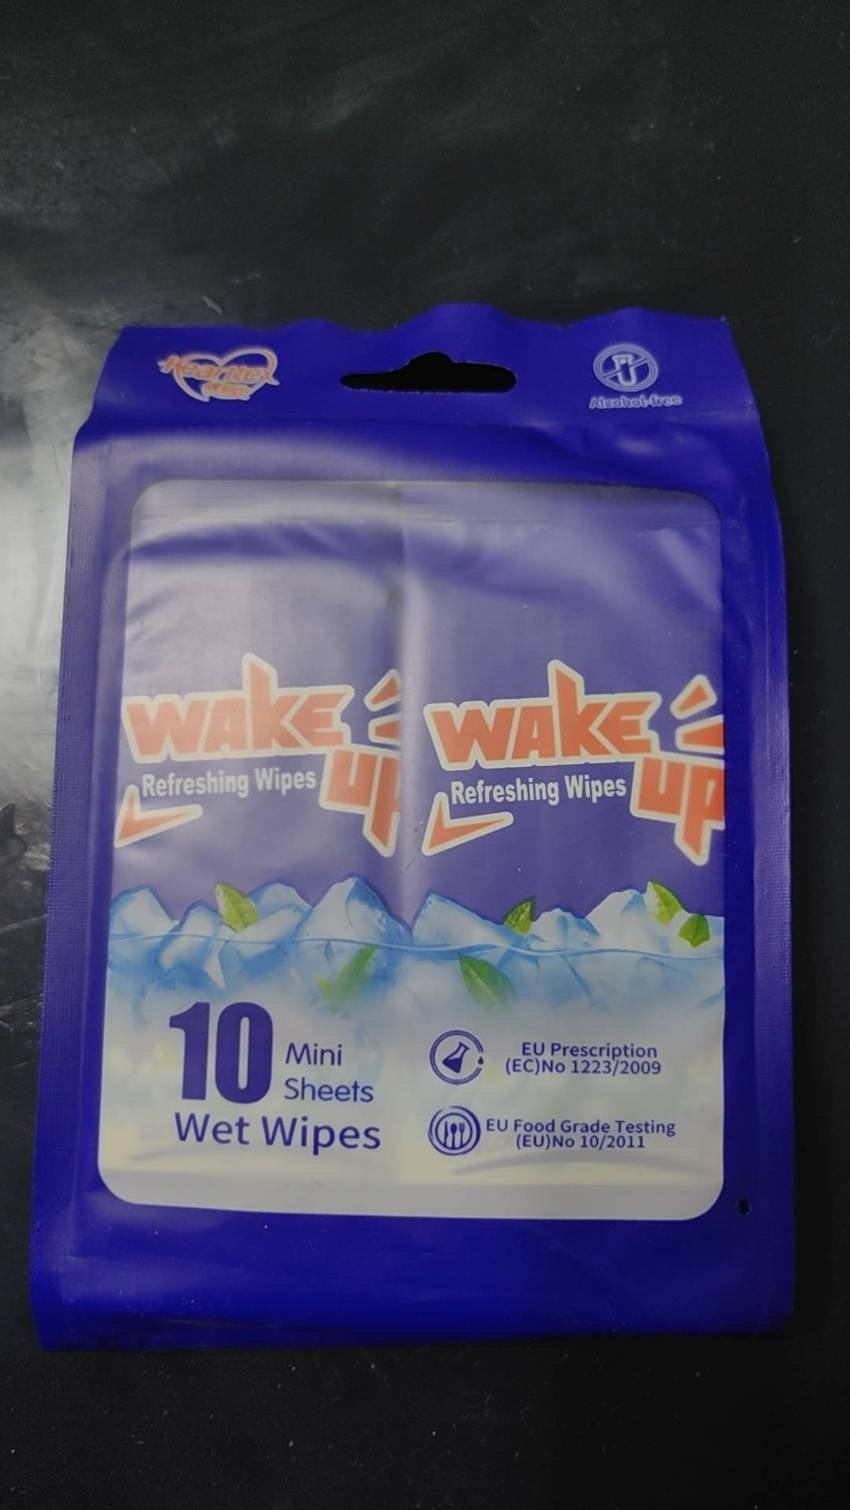 Alcohol-free
WAKE
UP
Refreshing Wipes
WAKE
UP
Refreshing Wipes
10 Mini
Sheets
Wet Wipes
EU Prescription
(EC)No 1223/2009
EU Food Grade Testing
(EU)No 10/2011